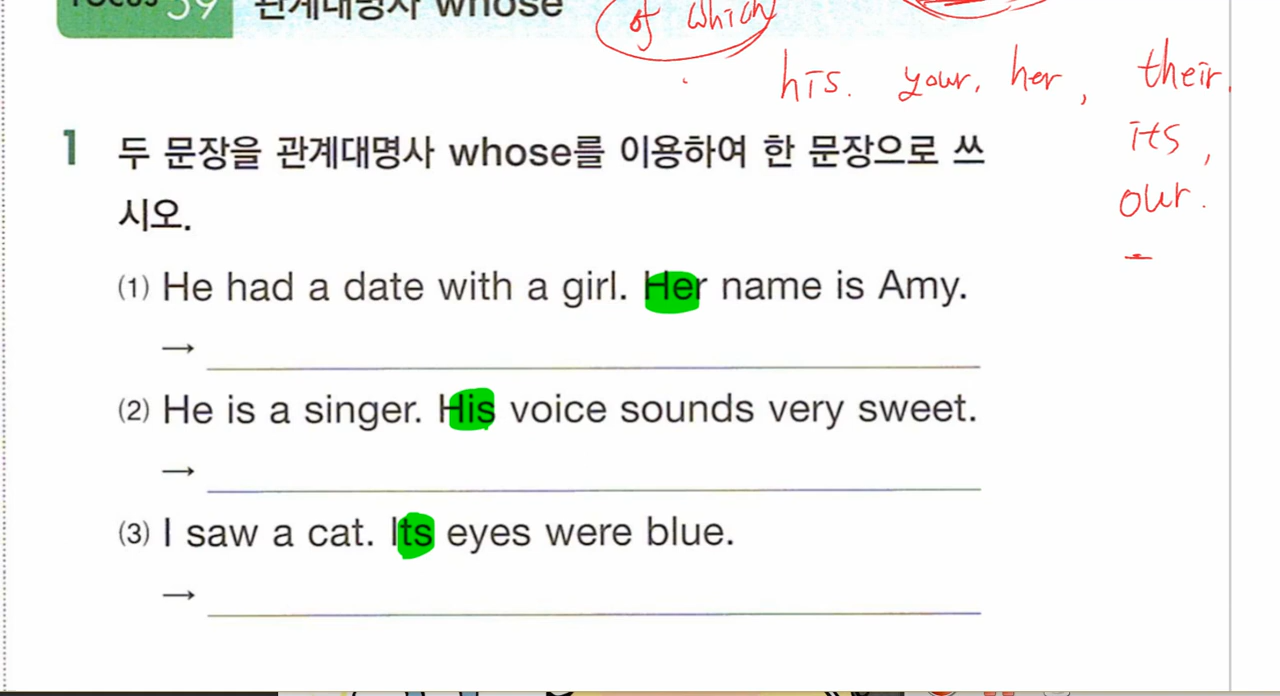 Focus 59 관계대명사 whose
of which
his. your, her, their,
its,
our.
1 두 문장을 관계대명사 whose를 이용하여 한 문장으로 쓰
시오.
(1) He had a date with a girl. Her name is Amy.
→
(2) He is a singer. His voice sounds very sweet.
→
(3) I saw a cat. Its eyes were blue.
→